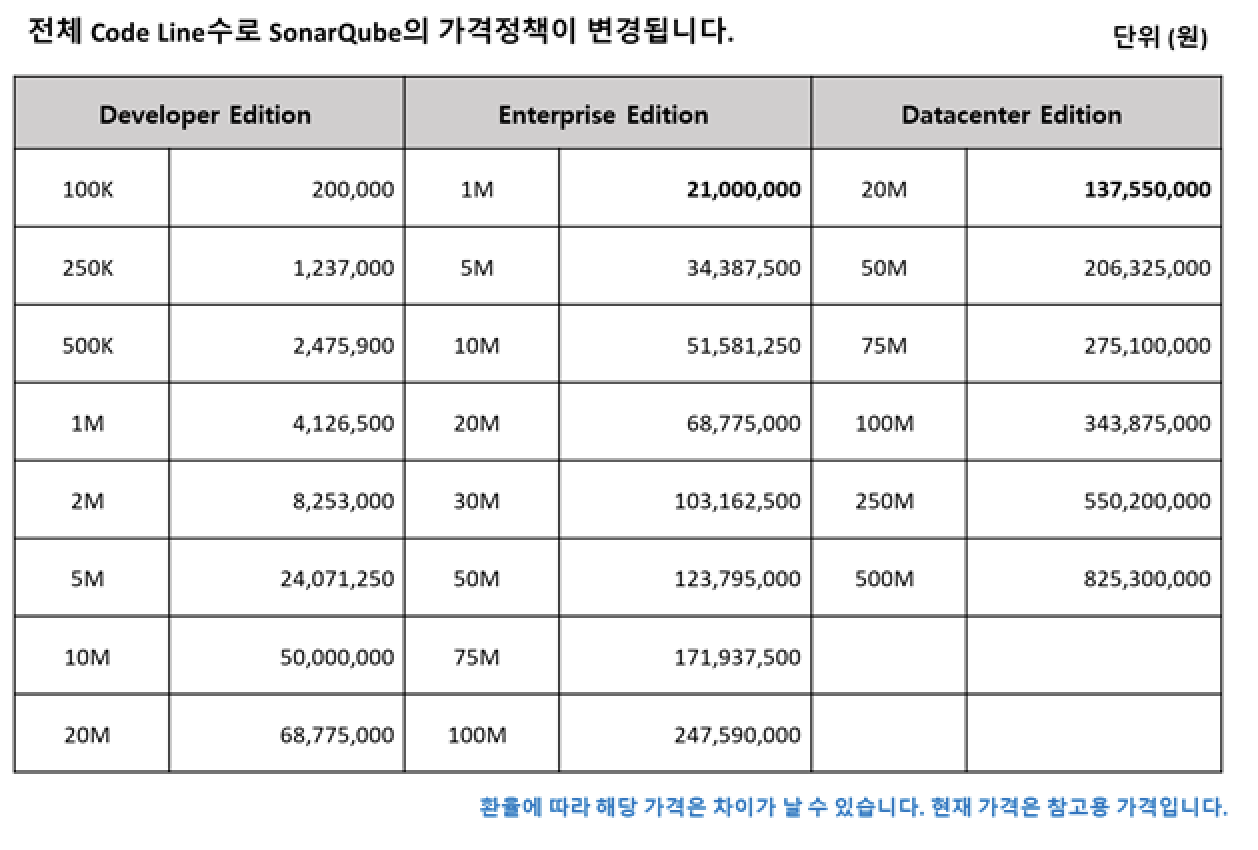 전체 Code Line수로 SonarQube의 가격정책이 변경됩니다. 단위 (원)
Developer Edition Enterprise Edition Datacenter Edition
100K 200,000 1M 21,000,000 20M 137,550,000
250K 1,237,000 5M 34,387,500 50M 206,325,000
500K 2,475,900 10M 51,581,250 75M 275,100,000
1M 4,126,500 20M 68,775,000 100M 343,875,000
2M 8,253,000 30M 103,162,500 250M 550,200,000
5M 24,071,250 50M 123,795,000 500M 825,300,000
10M 50,000,000 75M 171,937,500
20M 68,775,000 100M 247,590,000
환율에 따라 해당 가격은 차이가 날 수 있습니다. 현재 가격은 참고용 가격입니다.